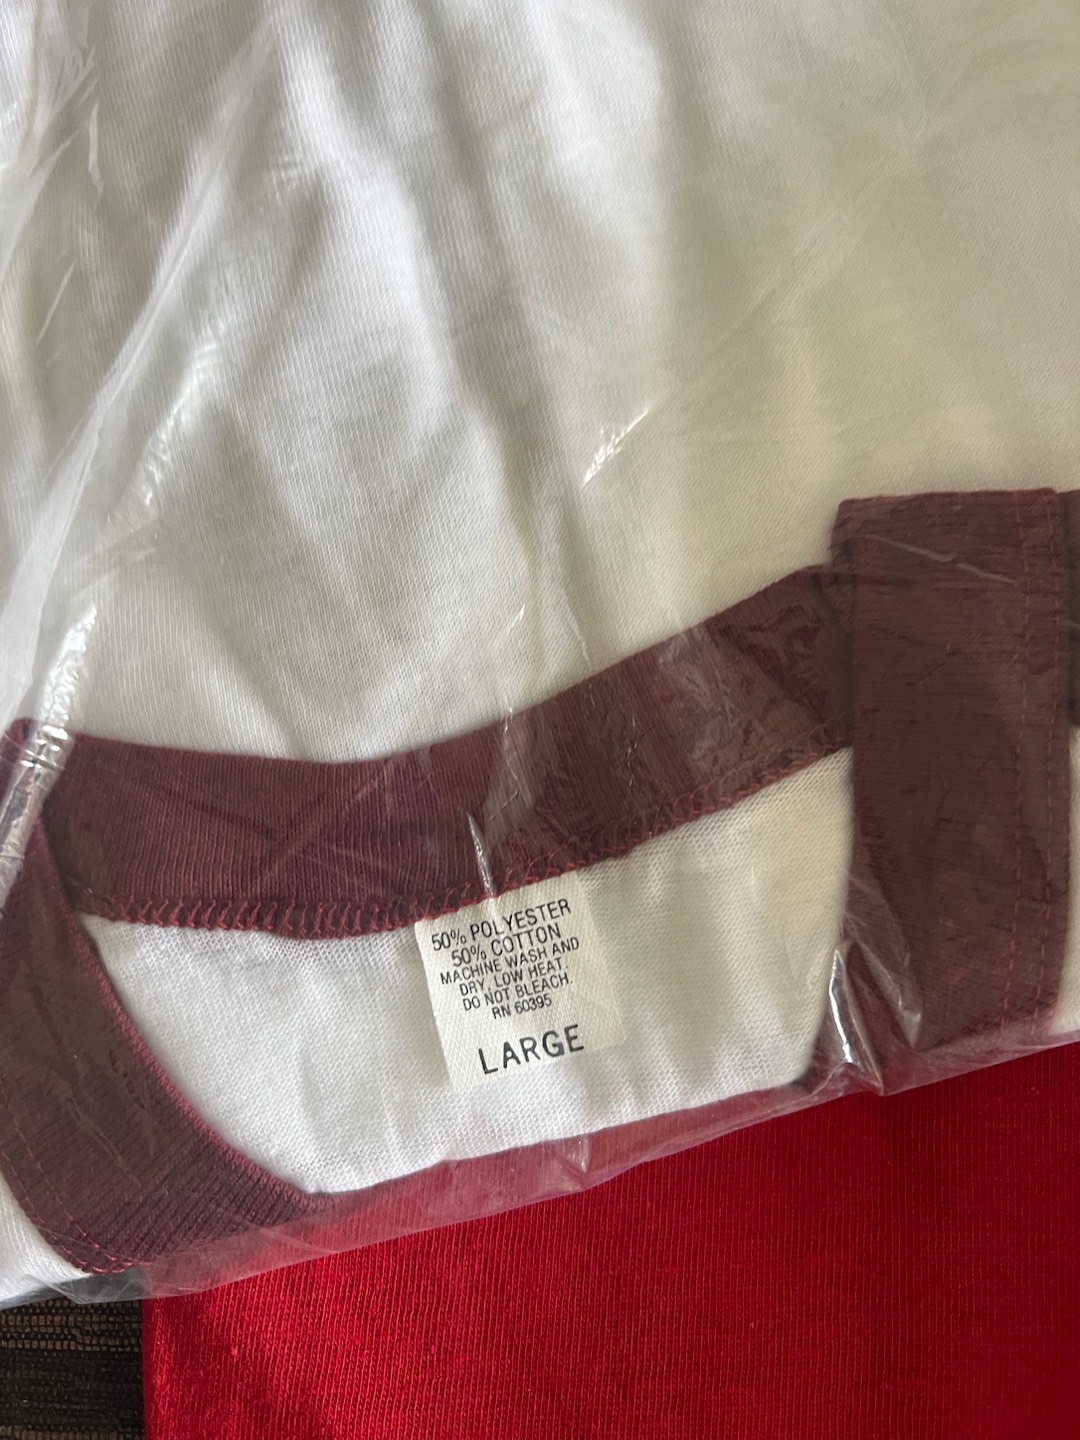 50% POLYESTER
50% COTTON
MACHINE WASH AND
DRY, LOW HEAT.
DO NOT BLEACH.
RN 60395
LARGE